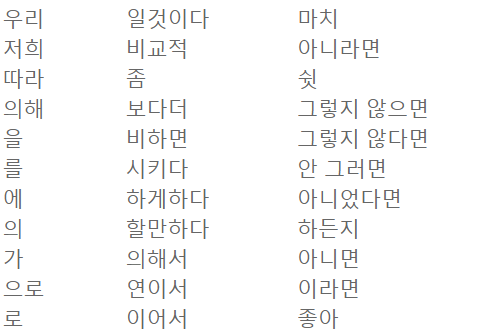 우리 일것이다 마치
저희 비교적 아니라면
따라 좀 쉿
의해 보다더 그렇지 않으면
을 비하면 그렇지 않다면
를 시키다 안 그러면
에 하게하다 아니었다면
의 할만하다 하든지
가 의해서 아니면
으로 연이서 이라면
로 이어서 좋아